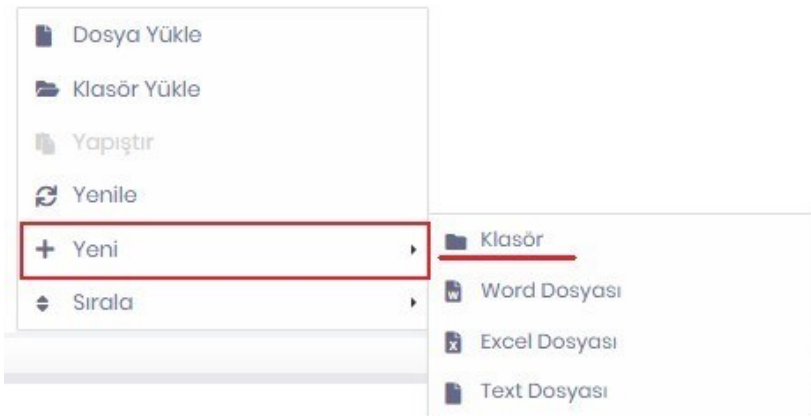 Dosya Yükle
Klasör Yükle
Yapıştır
Yenile
Yeni
Sırala
Klasör
Word Dosyası
Excel Dosyası
Text Dosyası